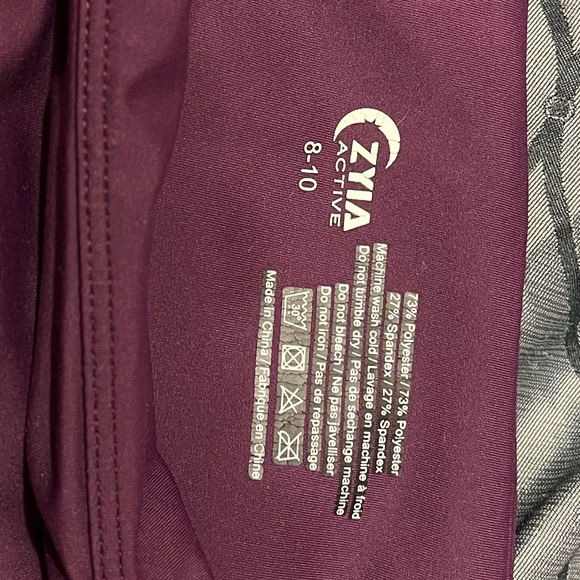 ZYIA
ACTIVE
8-10
73% Polyester / 73% Polyester
27% Spandex / 27% Spandex
Machine wash cold / Lavage en machine à froid
Do not tumble dry / Pas de séchange machine
Do not bleach / Ne pas javelliser
Do not iron / Pas de repassage
30°
Made in China / Fabriqué en Chine